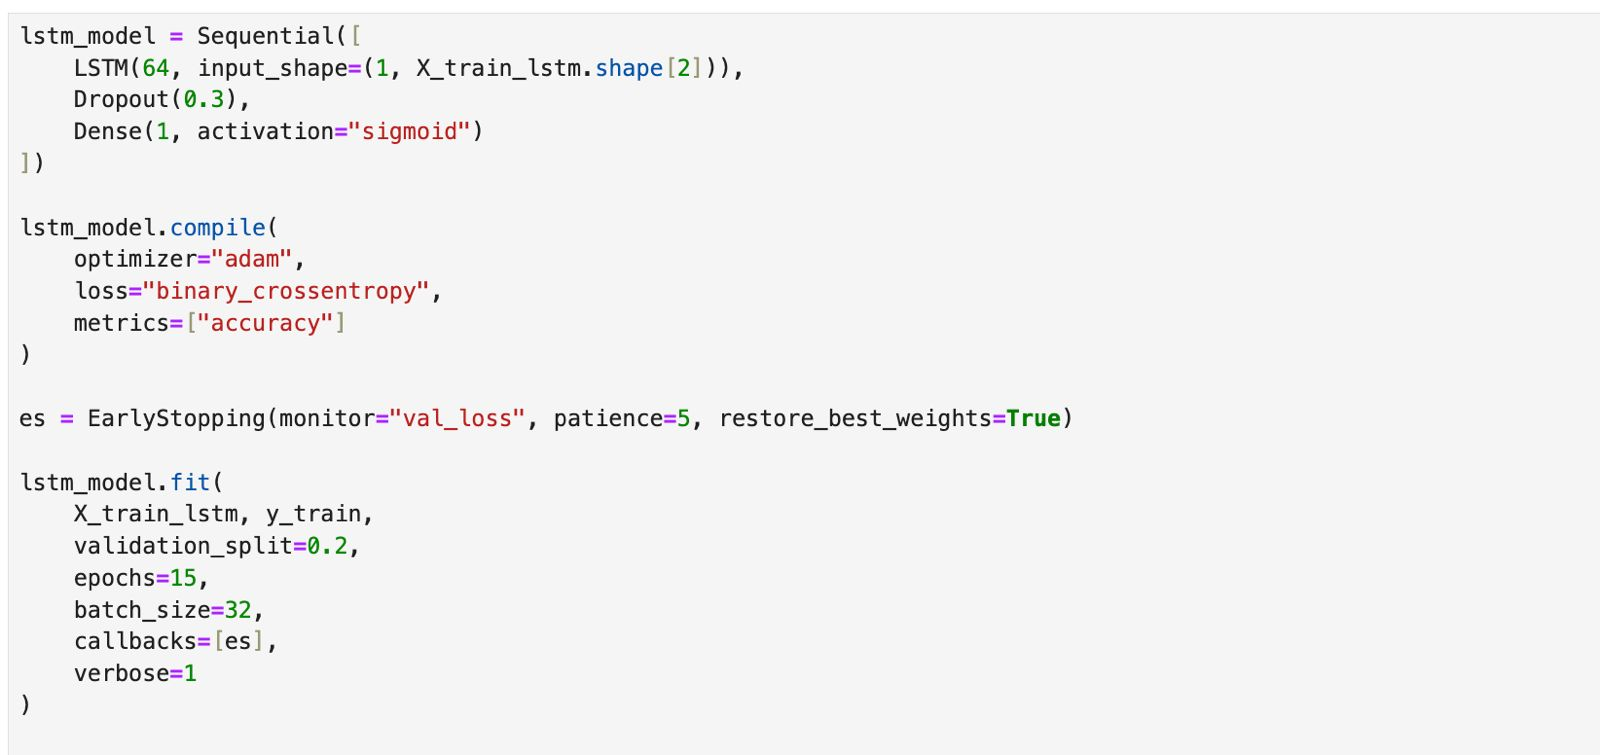 lstm_model = Sequential([
    LSTM(64, input_shape=(1, X_train_lstm.shape[2])),
    Dropout(0.3),
    Dense(1, activation="sigmoid")
])

lstm_model.compile(
    optimizer="adam",
    loss="binary_crossentropy",
    metrics=["accuracy"]
)

es = EarlyStopping(monitor="val_loss", patience=5, restore_best_weights=True)

lstm_model.fit(
    X_train_lstm, y_train,
    validation_split=0.2,
    epochs=15,
    batch_size=32,
    callbacks=[es],
    verbose=1
)